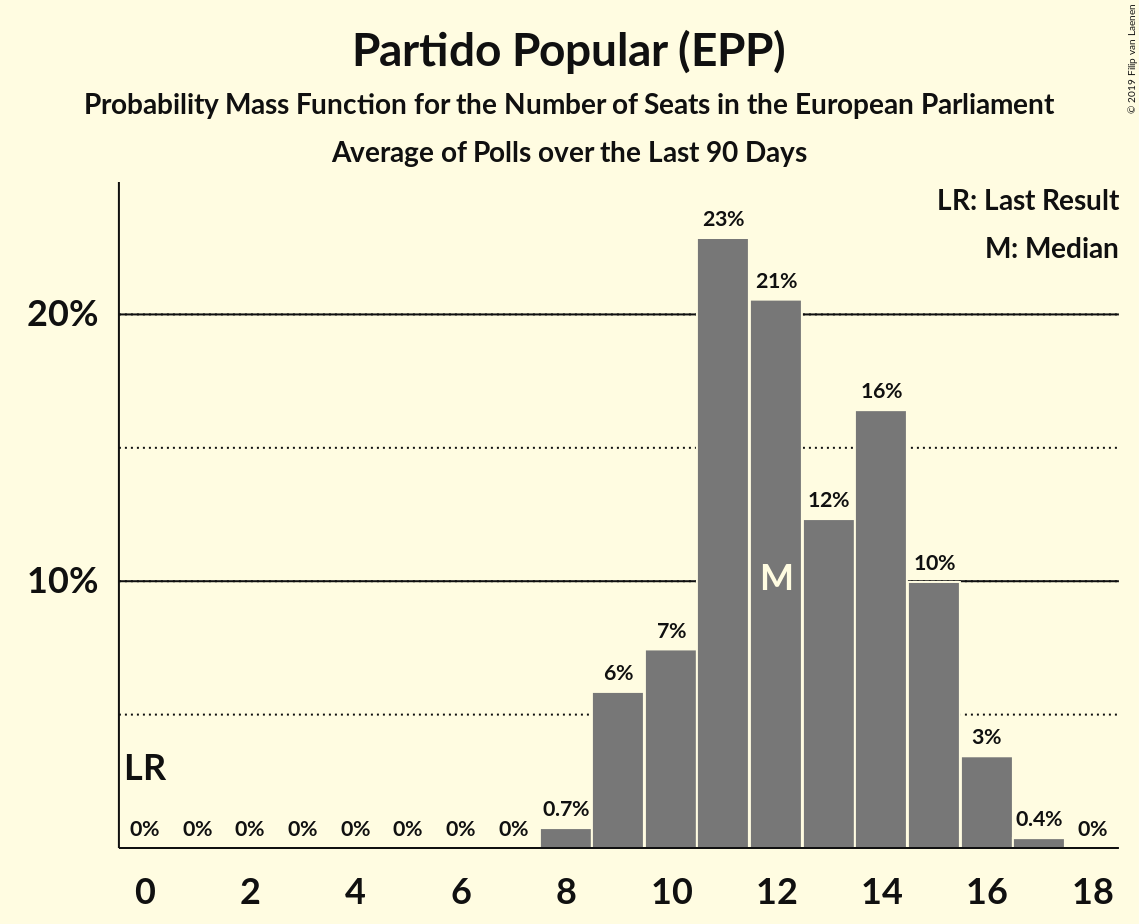 Partido Popular (EPP)
Probability Mass Function for the Number of Seats in the European Parliament
Average of Polls over the Last 90 Days
© 2019 Filip van Laenen
LR: Last Result
M: Median
23%
21%
20%
16%
12%
10%
10%
M
7%
6%
3%
LR
0% 0% 0% 0% 0% 0% 0% 0% 0.7% 0.4% 0%
0 2 4 6 8 10 12 14 16 18